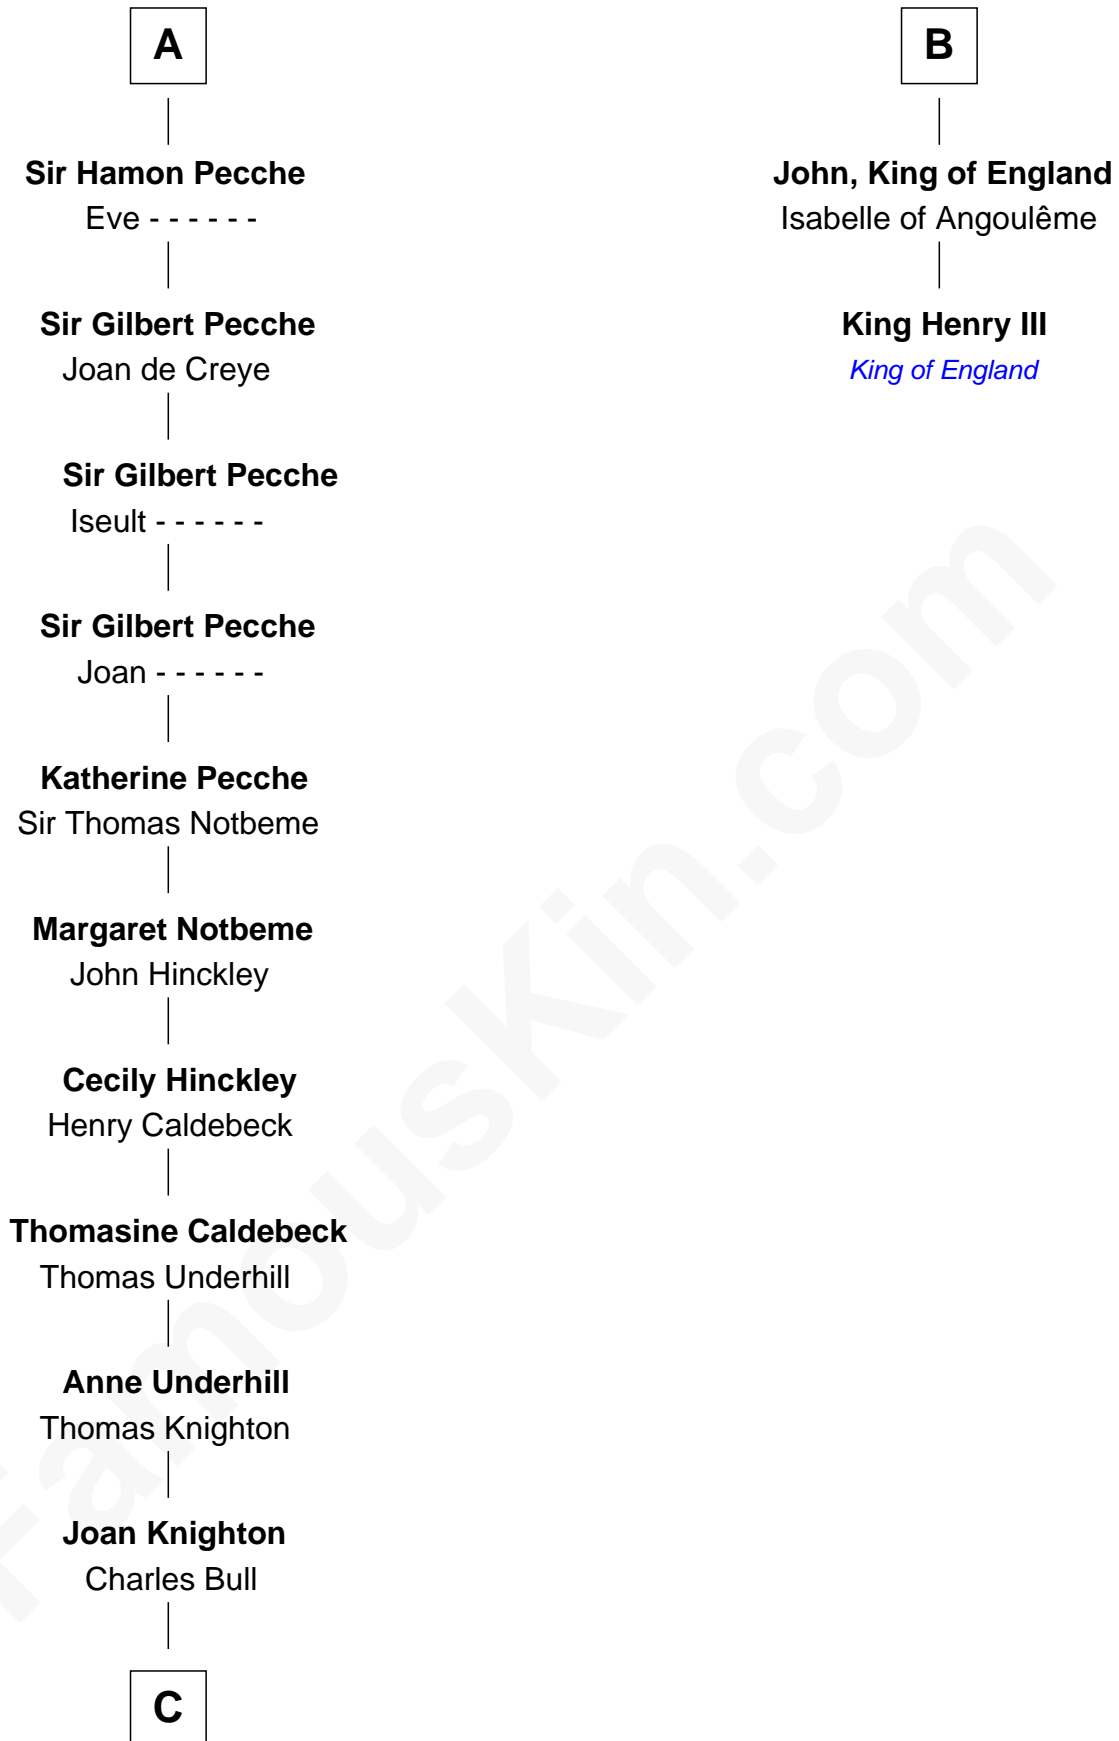 A
Sir Hamon Pecche
Eve - - - - - -
Sir Gilbert Pecche
Joan de Creye
Sir Gilbert Pecche
Iseult - - - - - -
Sir Gilbert Pecche
Joan - - - - - -
Katherine Pecche
Sir Thomas Notbeme
Margaret Notbeme
John Hinckley
Cecily Hinckley
Henry Caldebeck
Thomasine Caldebeck
Thomas Underhill
Anne Underhill
Thomas Knighton
Joan Knighton
Charles Bull
C
B
John, King of England
Isabelle of Angoulême
King Henry III
King of England
FamousKin.com